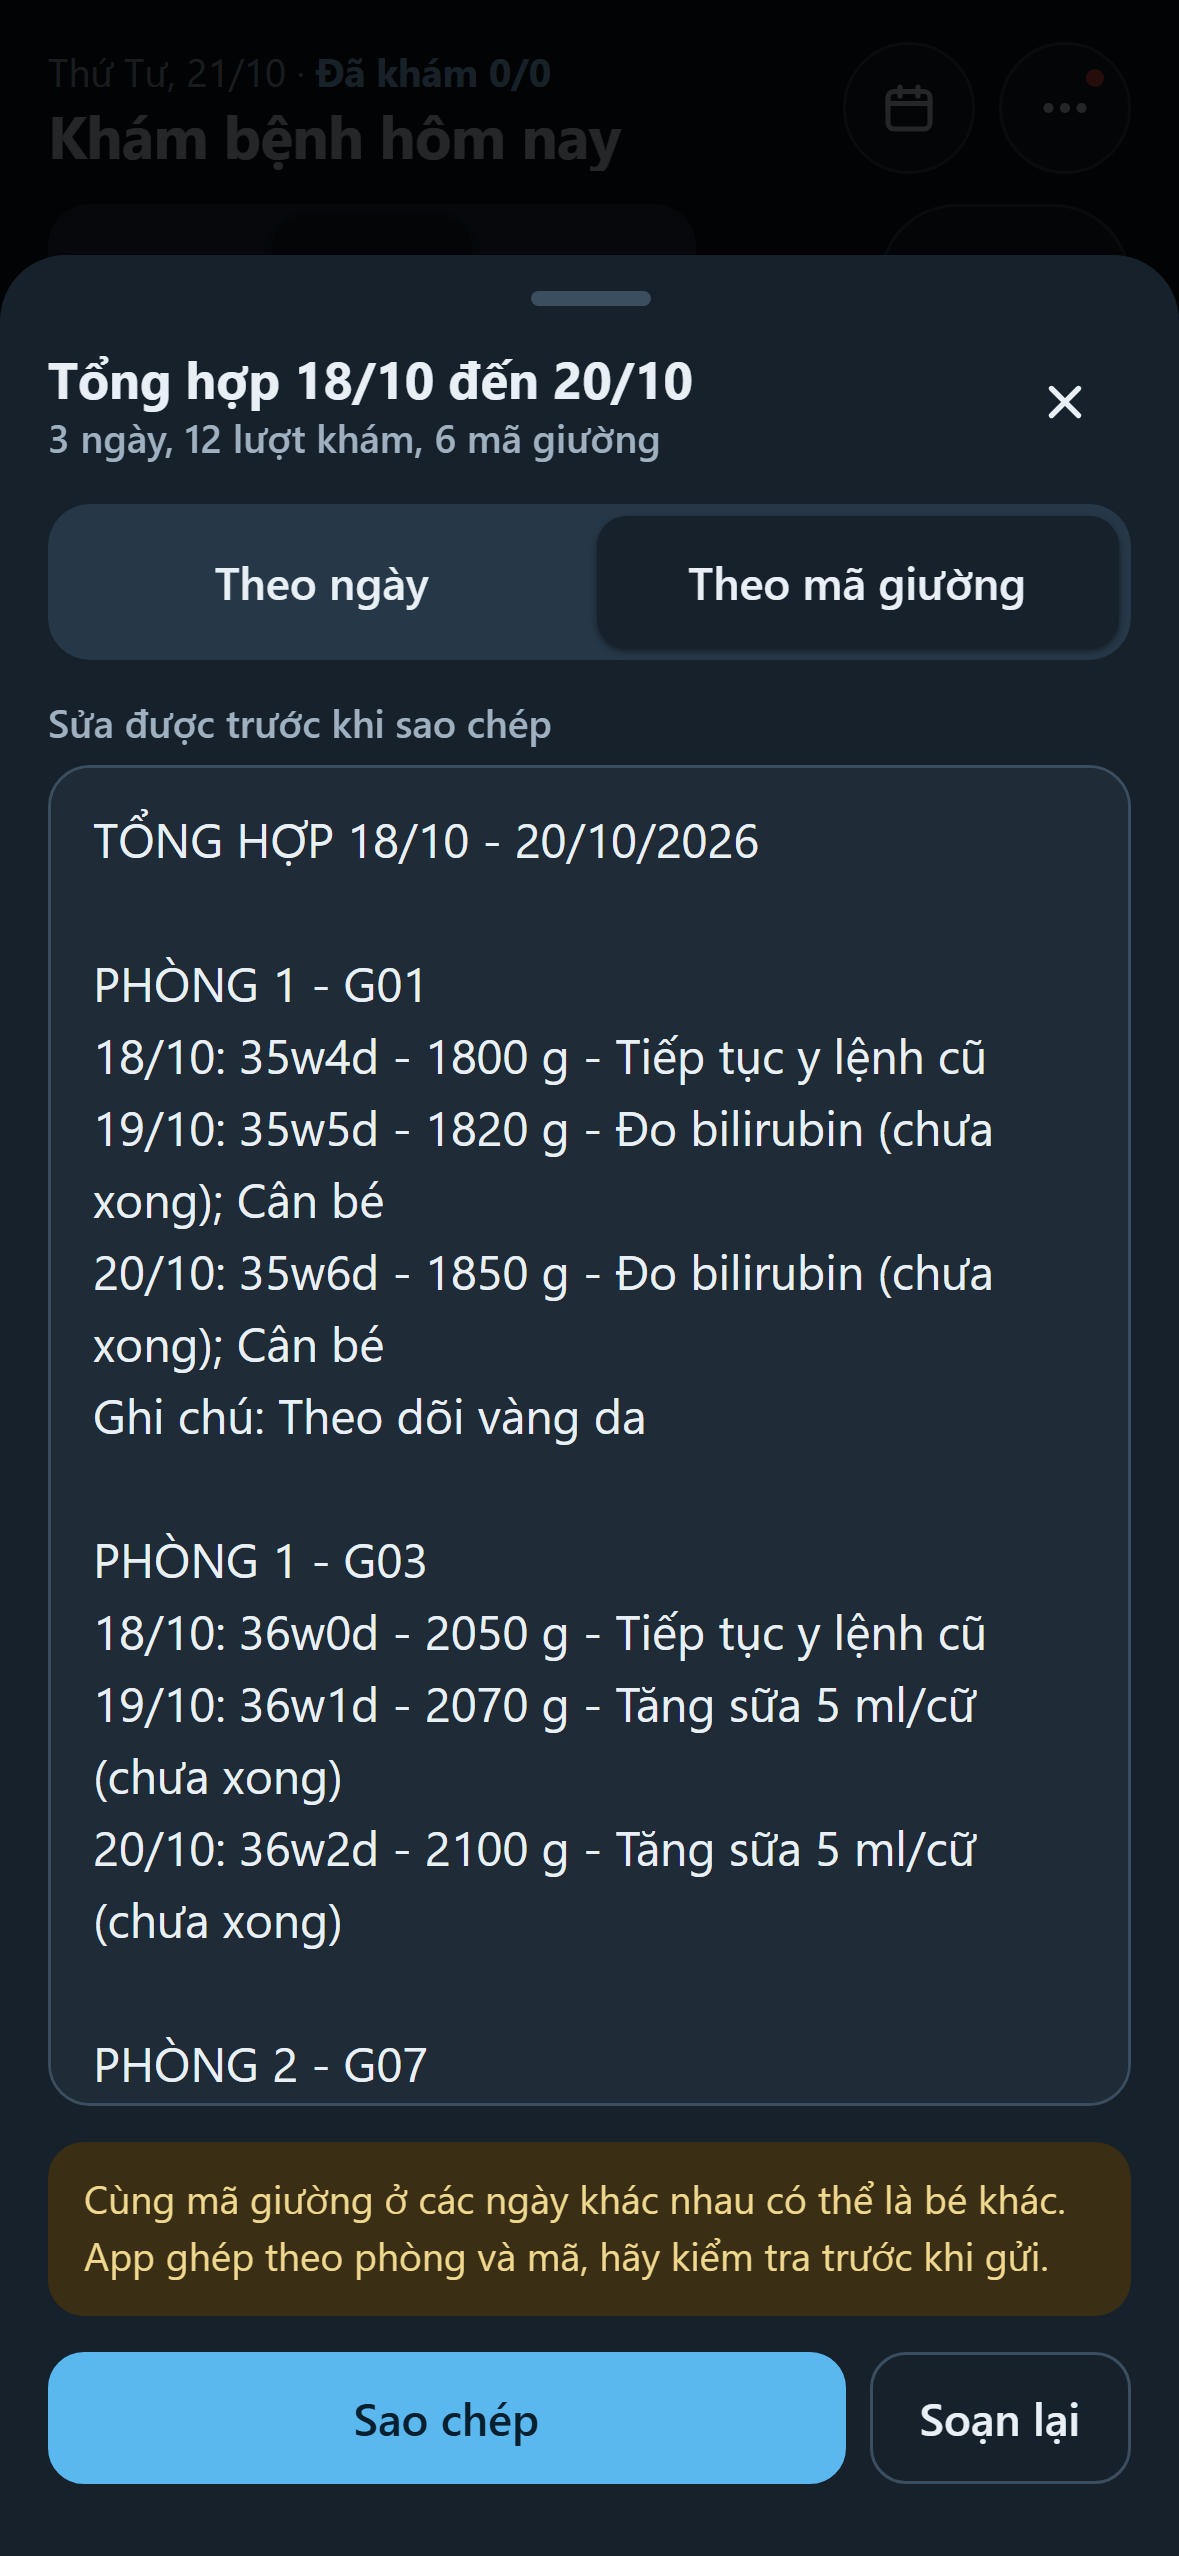 Thứ Tư, 21/10 · Đã khám 0/0
Khám bệnh hôm nay
Tổng hợp 18/10 đến 20/10
3 ngày, 12 lượt khám, 6 mã giường
Theo ngày
Theo mã giường
Sửa được trước khi sao chép
TỔNG HỢP 18/10 - 20/10/2026
PHÒNG 1 - G01
18/10: 35w4d - 1800 g - Tiếp tục y lệnh cũ
19/10: 35w5d - 1820 g - Đo bilirubin (chưa
xong); Cân bé
20/10: 35w6d - 1850 g - Đo bilirubin (chưa
xong); Cân bé
Ghi chú: Theo dõi vàng da
PHÒNG 1 - G03
18/10: 36w0d - 2050 g - Tiếp tục y lệnh cũ
19/10: 36w1d - 2070 g - Tăng sữa 5 ml/cữ
(chưa xong)
20/10: 36w2d - 2100 g - Tăng sữa 5 ml/cữ
(chưa xong)
PHÒNG 2 - G07
Cùng mã giường ở các ngày khác nhau có thể là bé khác.
App ghép theo phòng và mã, hãy kiểm tra trước khi gửi.
Sao chép
Soạn lại